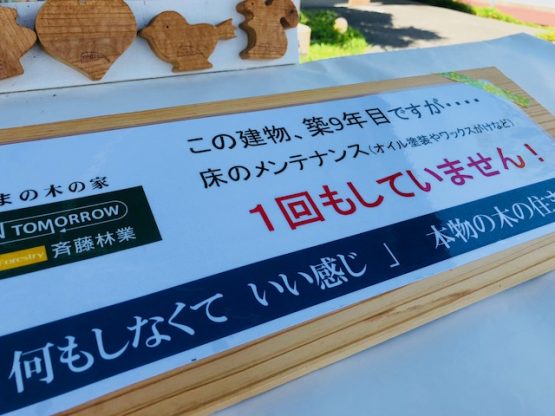 この建物、築9年目ですが・・・・
床のメンテナンス(オイル塗装やワックスがけなど)
1回もしていません!
まの木の家
TOMORROW
Forestry 斉藤林業
何もしなくて いい感じ 」 本物の木の住